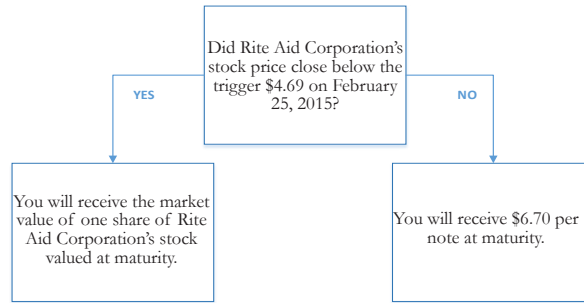 Did Rite Aid Corporation's
stock price close below the
trigger $4.69 on February
25, 2015?
YES
NO
You will receive the market
value of one share of Rite
Aid Corporation's stock
valued at maturity.
You will receive $6.70 per
note at maturity.